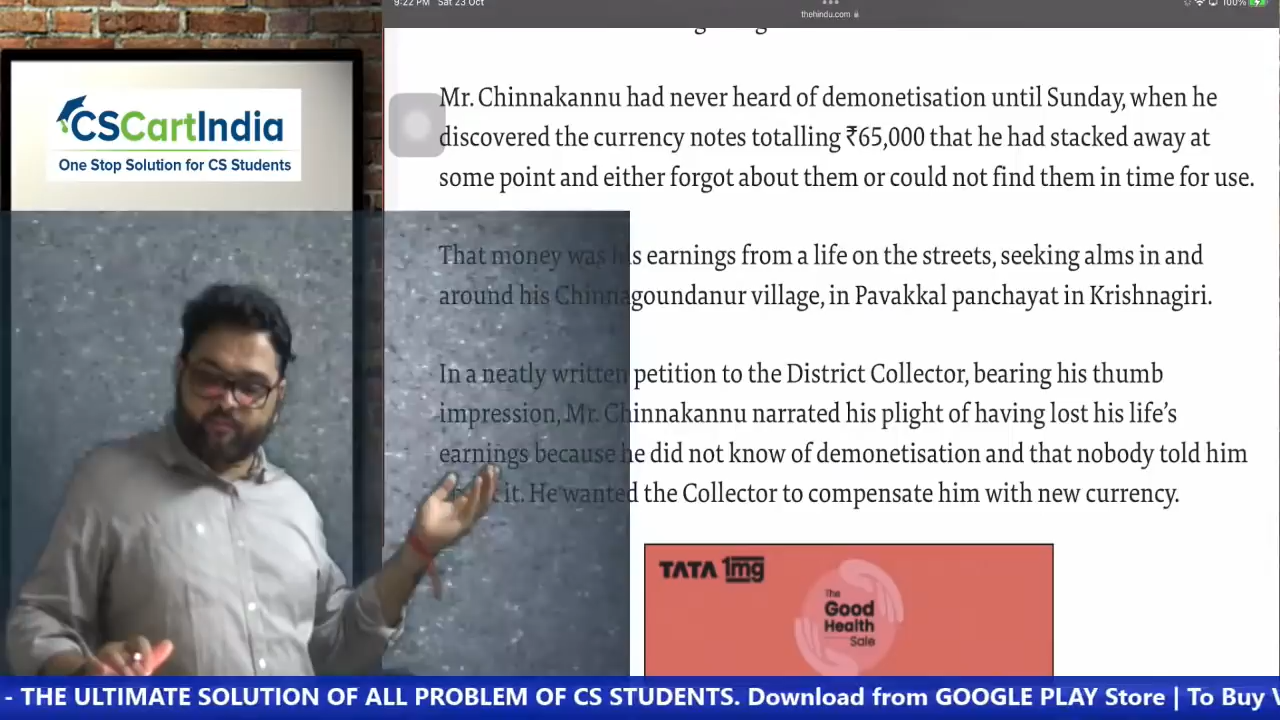 9:22 PM Sat 23 Oct
thehindu.com
100%
CSCartIndia
One Stop Solution for CS Students
Mr. Chinnakannu had never heard of demonetisation until Sunday, when he
discovered the currency notes totalling ₹65,000 that he had stacked away at
some point and either forgot about them or could not find them in time for use.
That money was his earnings from a life on the streets, seeking alms in and
around his Chinnagoundanur village, in Pavakkal panchayat in Krishnagiri.
In a neatly written petition to the District Collector, bearing his thumb
impression, Mr. Chinnakannu narrated his plight of having lost his life’s
earnings because he did not know of demonetisation and that nobody told him
it. He wanted the Collector to compensate him with new currency.
TATA 1mg
The
Good
Health
Sale
- THE ULTIMATE SOLUTION OF ALL PROBLEM OF CS STUDENTS. Download from GOOGLE PLAY Store | To Buy V